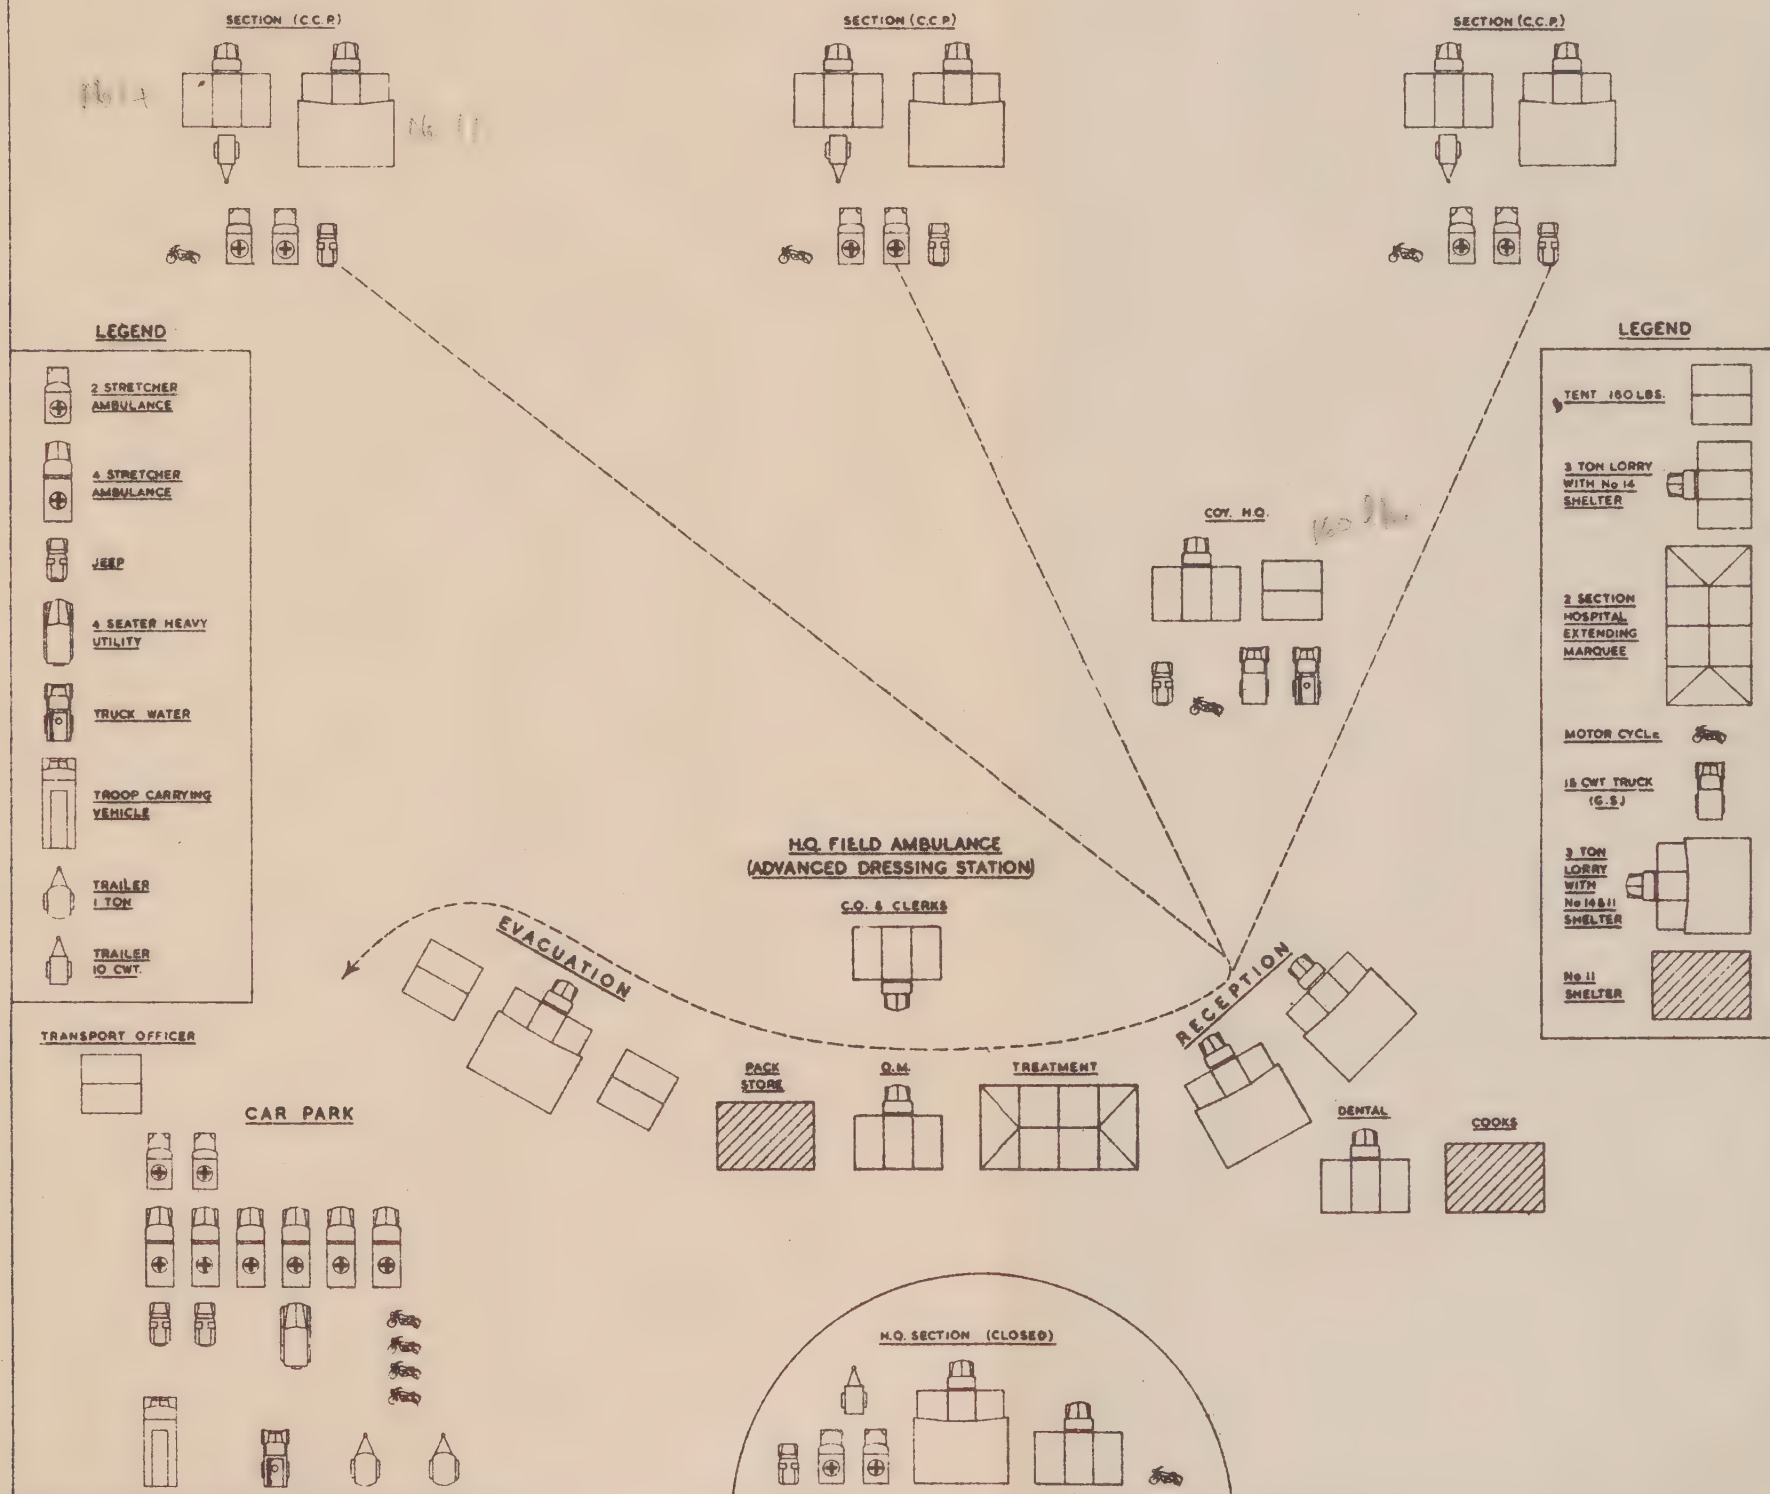 SECTION (C.C.P.)
SECTION (C.C.P.)
SECTION (C.C.P.)
No 11
LEGEND
2 STRETCHER
AMBULANCE
4 STRETCHER
AMBULANCE
JEEP
4 SEATER HEAVY
UTILITY
TRUCK WATER
TROOP CARRYING
VEHICLE
TRAILER
1 TON
TRAILER
10 CWT.
LEGEND
TENT 160 LBS.
3 TON LORRY
WITH No 14
SHELTER
2 SECTION
HOSPITAL
EXTENDING
MARQUEE
MOTOR CYCLE
15 CWT TRUCK
(G.S.)
3 TON
LORRY
WITH
No 14 & 11
SHELTER
No 11
SHELTER
COY. H.Q.
H.Q. FIELD AMBULANCE
(ADVANCED DRESSING STATION)
C.O. & CLERKS
EVACUATION
RECEPTION
TRANSPORT OFFICER
CAR PARK
PACK
STORE
Q.M.
TREATMENT
DENTAL
COOKS
H.Q. SECTION (CLOSED)